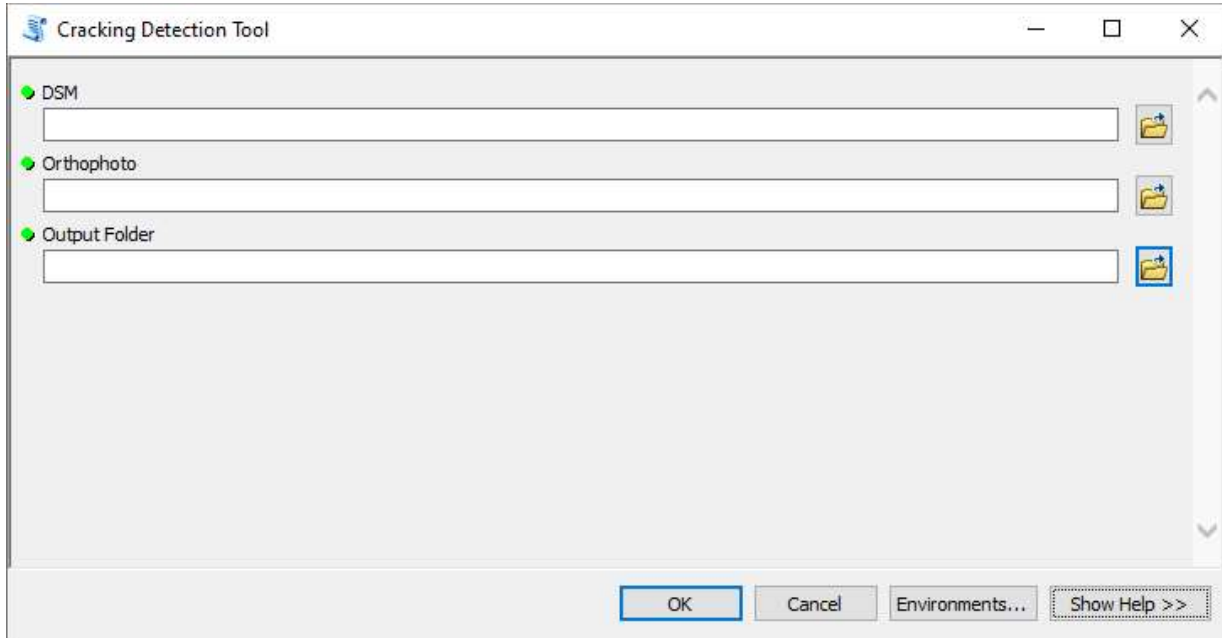 Cracking Detection Tool
DSM
Orthophoto
Output Folder
OK Cancel Environments... Show Help >>